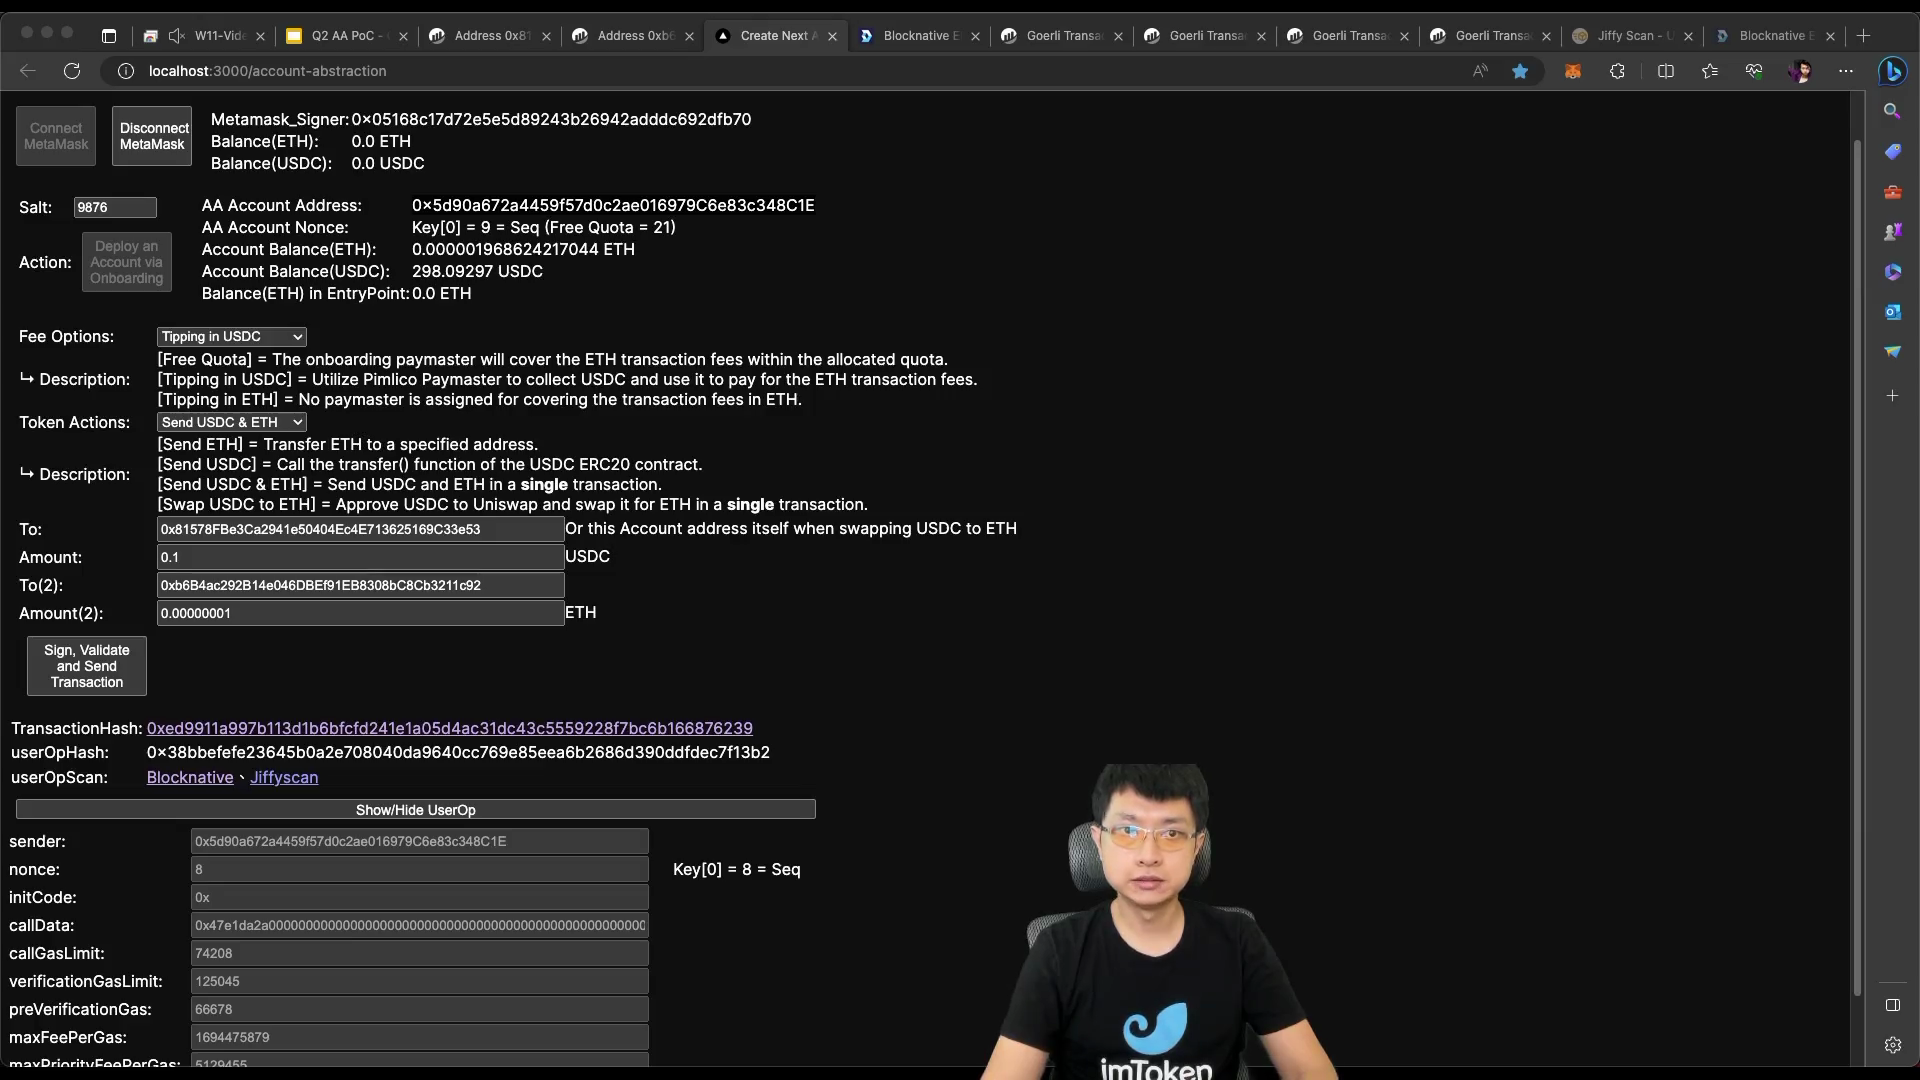 W11-Vide
Q2 AA PoC -
Address 0x81
Address 0xb6
Create Next A
Blocknative E
Goerli Transa
Goerli Transa
Goerli Transa
Goerli Transa
Jiffy Scan - U
Blocknative E
localhost:3000/account-abstraction
Connect MetaMask
Disconnect MetaMask
Metamask_Signer: 0x05168c17d72e5e5d89243b26942adddc692dfb70
Balance(ETH): 0.0 ETH
Balance(USDC): 0.0 USDC
Salt: 9876
AA Account Address: 0x5d90a672a4459f57d0c2ae016979C6e83c348C1E
AA Account Nonce: Key[0] = 9 = Seq (Free Quota = 21)
Action: Deploy an Account via Onboarding
Account Balance(ETH): 0.000001968624217044 ETH
Account Balance(USDC): 298.09297 USDC
Balance(ETH) in EntryPoint: 0.0 ETH
Fee Options: Tipping in USDC
↳ Description:
[Free Quota] = The onboarding paymaster will cover the ETH transaction fees within the allocated quota.
[Tipping in USDC] = Utilize Pimlico Paymaster to collect USDC and use it to pay for the ETH transaction fees.
[Tipping in ETH] = No paymaster is assigned for covering the transaction fees in ETH.
Token Actions: Send USDC & ETH
↳ Description:
[Send ETH] = Transfer ETH to a specified address.
[Send USDC] = Call the transfer() function of the USDC ERC20 contract.
[Send USDC & ETH] = Send USDC and ETH in a single transaction.
[Swap USDC to ETH] = Approve USDC to Uniswap and swap it for ETH in a single transaction.
To: 0x81578FBe3Ca2941e50404Ec4E713625169C33e53 Or this Account address itself when swapping USDC to ETH
Amount: 0.1 USDC
To(2): 0xb6B4ac292B14e046DBEf91EB8308bC8Cb3211c92
Amount(2): 0.00000001 ETH
Sign, Validate
and Send
Transaction
TransactionHash: 0xed9911a997b113d1b6bfcfd241e1a05d4ac31dc43c5559228f7bc6b166876239
userOpHash: 0x38bbefefe23645b0a2e708040da9640cc769e85eea6b2686d390ddfdec7f13b2
userOpScan: Blocknative、Jiffyscan
Show/Hide UserOp
sender: 0x5d90a672a4459f57d0c2ae016979C6e83c348C1E
nonce: 8 Key[0] = 8 = Seq
initCode: 0x
callData:
callGasLimit: 74208
verificationGasLimit: 125045
preVerificationGas: 66678
maxFeePerGas: 1694475879
maxPriorityFeePerGas: 5129455
imToken